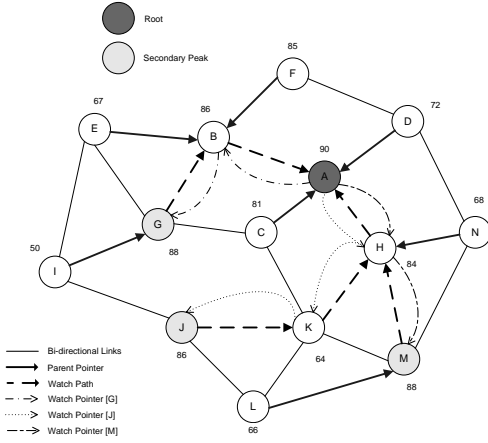 Root
Secondary Peak
85
F
67
E
86
B
72
D
90
A
G
88
81
C
68
N
H
84
50
I
J
86
K
64
M
88
L
66
Bi-directional Links
Parent Pointer
Watch Path
Watch Pointer [G]
Watch Pointer [J]
Watch Pointer [M]